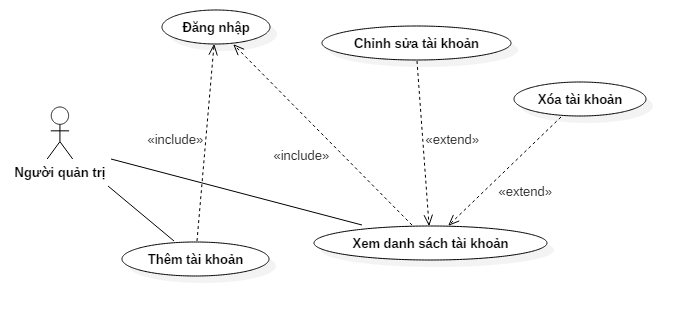 Đăng nhập
Chỉnh sửa tài khoản
Xóa tài khoản
«include»
«extend»
«include»
Người quản trị
«extend»
Xem danh sách tài khoản
Thêm tài khoản